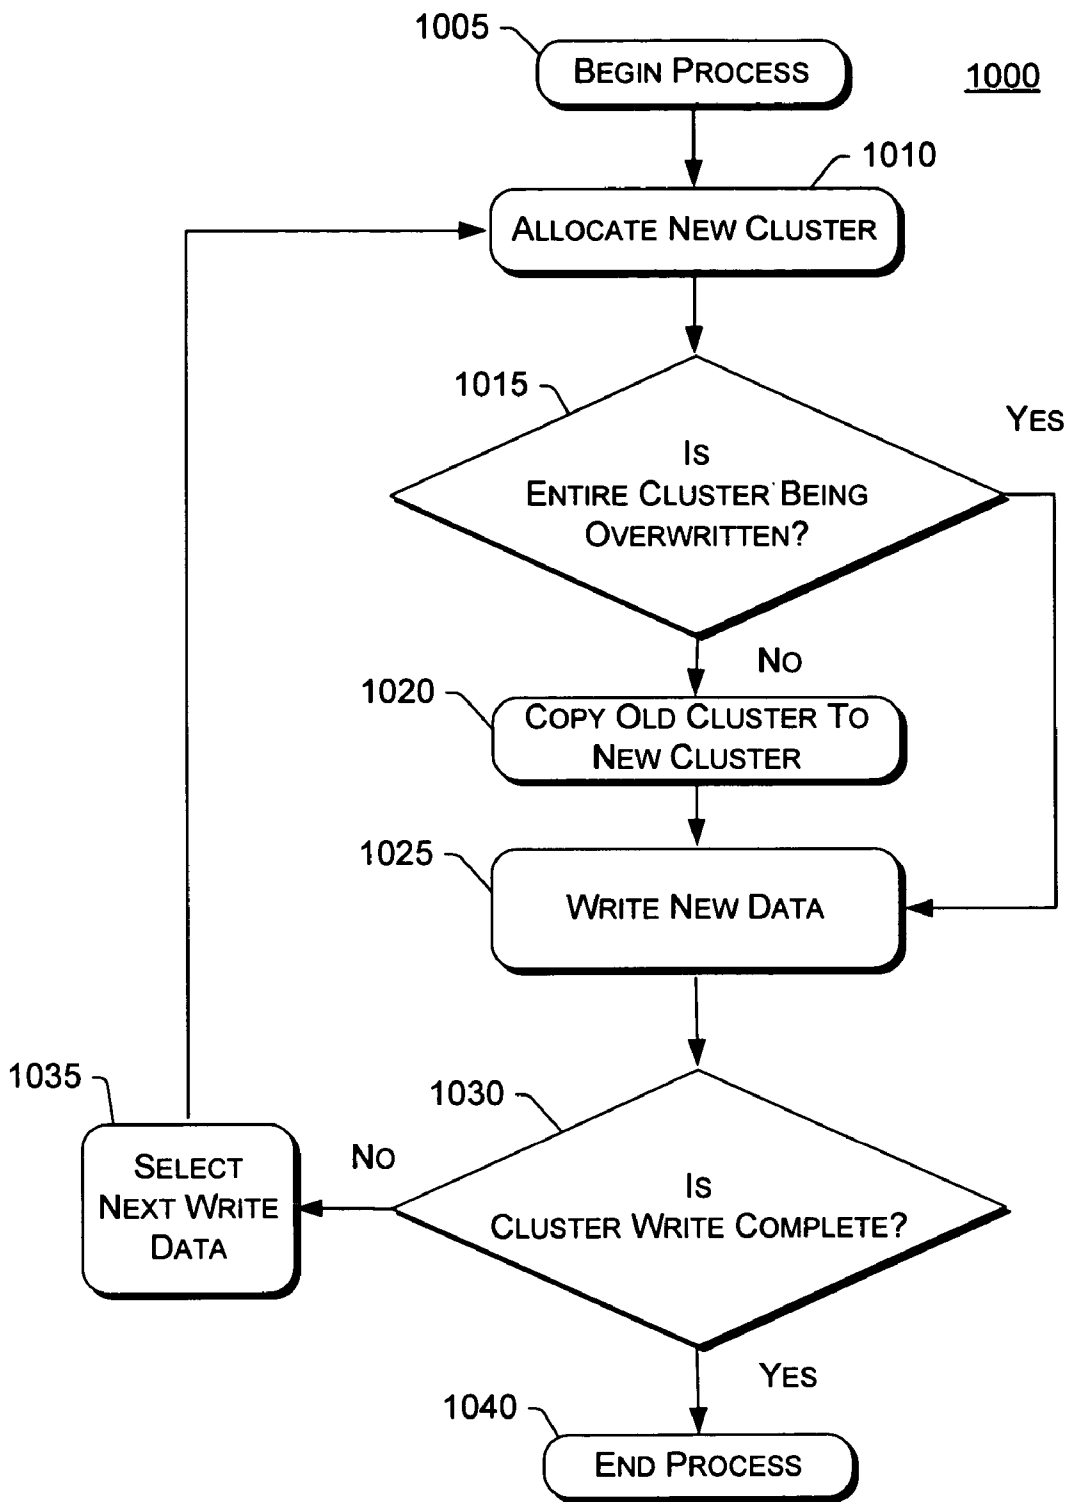 1005
BEGIN PROCESS
1000
1010
ALLOCATE NEW CLUSTER
1015
YES
IS
ENTIRE CLUSTER BEING
OVERWRITTEN?
NO
1020
COPY OLD CLUSTER TO
NEW CLUSTER
1025
WRITE NEW DATA
1035
1030
NO
SELECT
NEXT WRITE
DATA
IS
CLUSTER WRITE COMPLETE?
YES
1040
END PROCESS